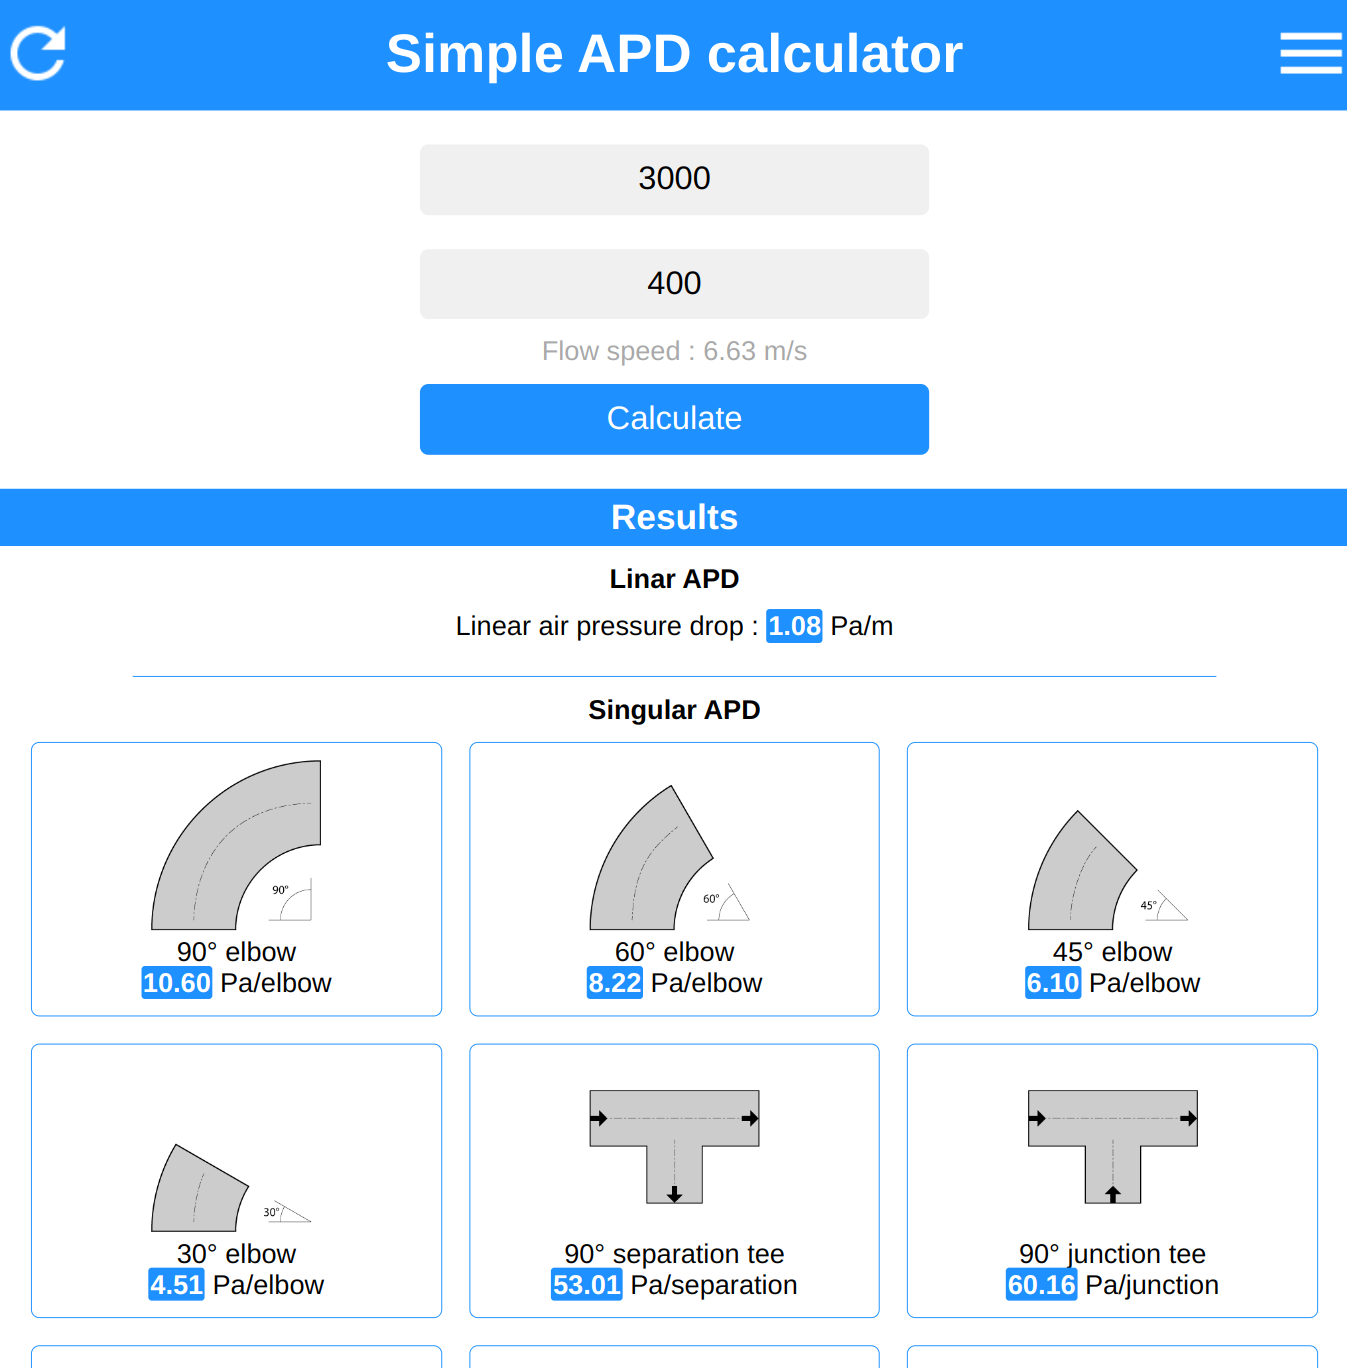 Simple APD calculator
3000
400
Flow speed : 6.63 m/s
Calculate
Results
Linar APD
Linear air pressure drop : 1.08 Pa/m
Singular APD
90°
90° elbow
10.60 Pa/elbow
60°
60° elbow
8.22 Pa/elbow
45°
45° elbow
6.10 Pa/elbow
30°
30° elbow
4.51 Pa/elbow
90° separation tee
53.01 Pa/separation
90° junction tee
60.16 Pa/junction